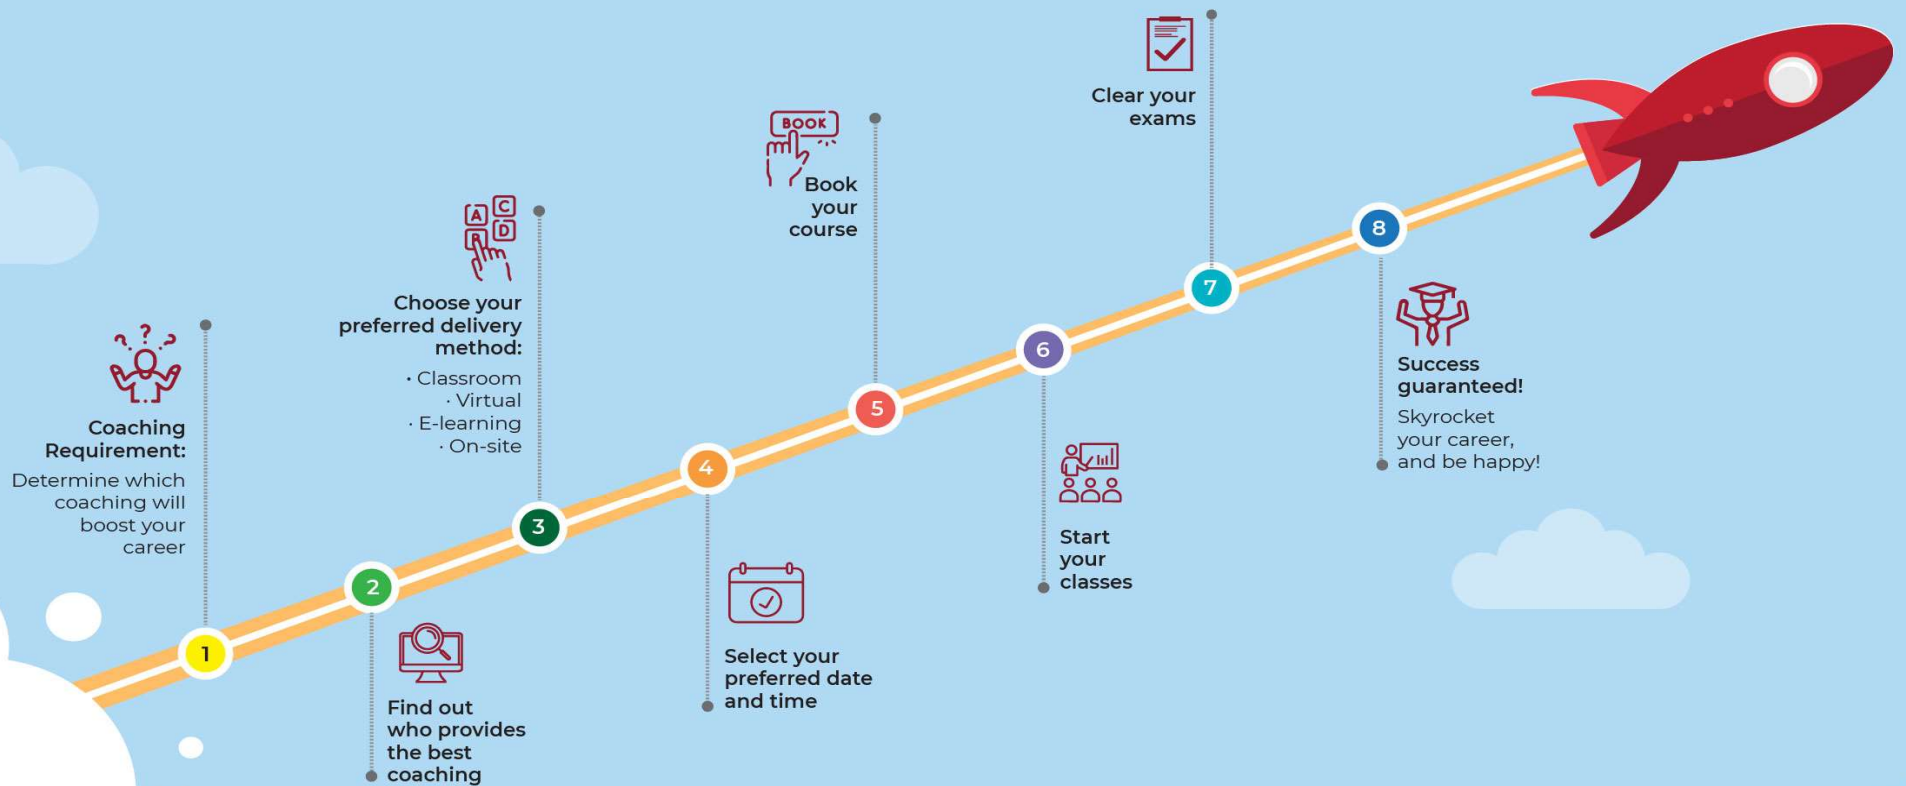 1
Coaching
Requirement:
Determine which
coaching will
boost your
career
2
Find out
who provides
the best
coaching
3
A
C
B
D
Choose your
preferred delivery
method:
· Classroom
· Virtual
· E-learning
· On-site
4
Select your
preferred date
and time
5
BOOK
Book
your
course
6
Start
your
classes
7
Clear your
exams
8
Success
guaranteed!
Skyrocket
your career,
and be happy!